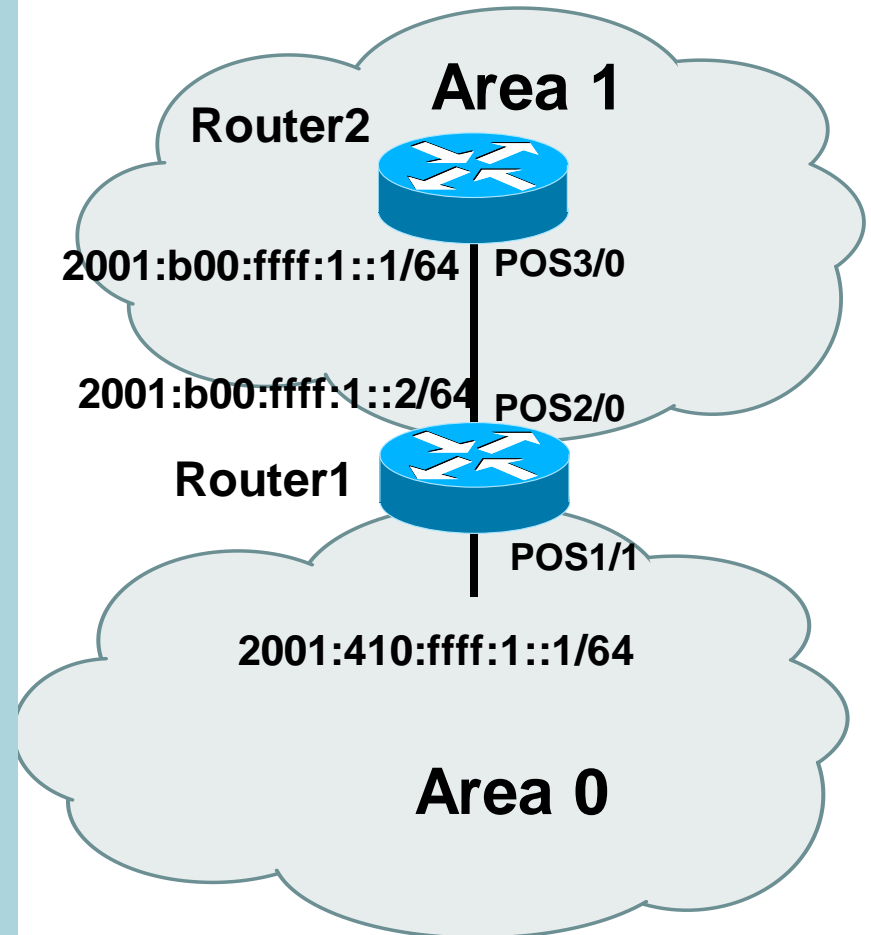 Area 1
Router2
2001:b00:ffff:1::1/64
POS3/0
2001:b00:ffff:1::2/64
POS2/0
Router1
POS1/1
2001:410:ffff:1::1/64
Area 0